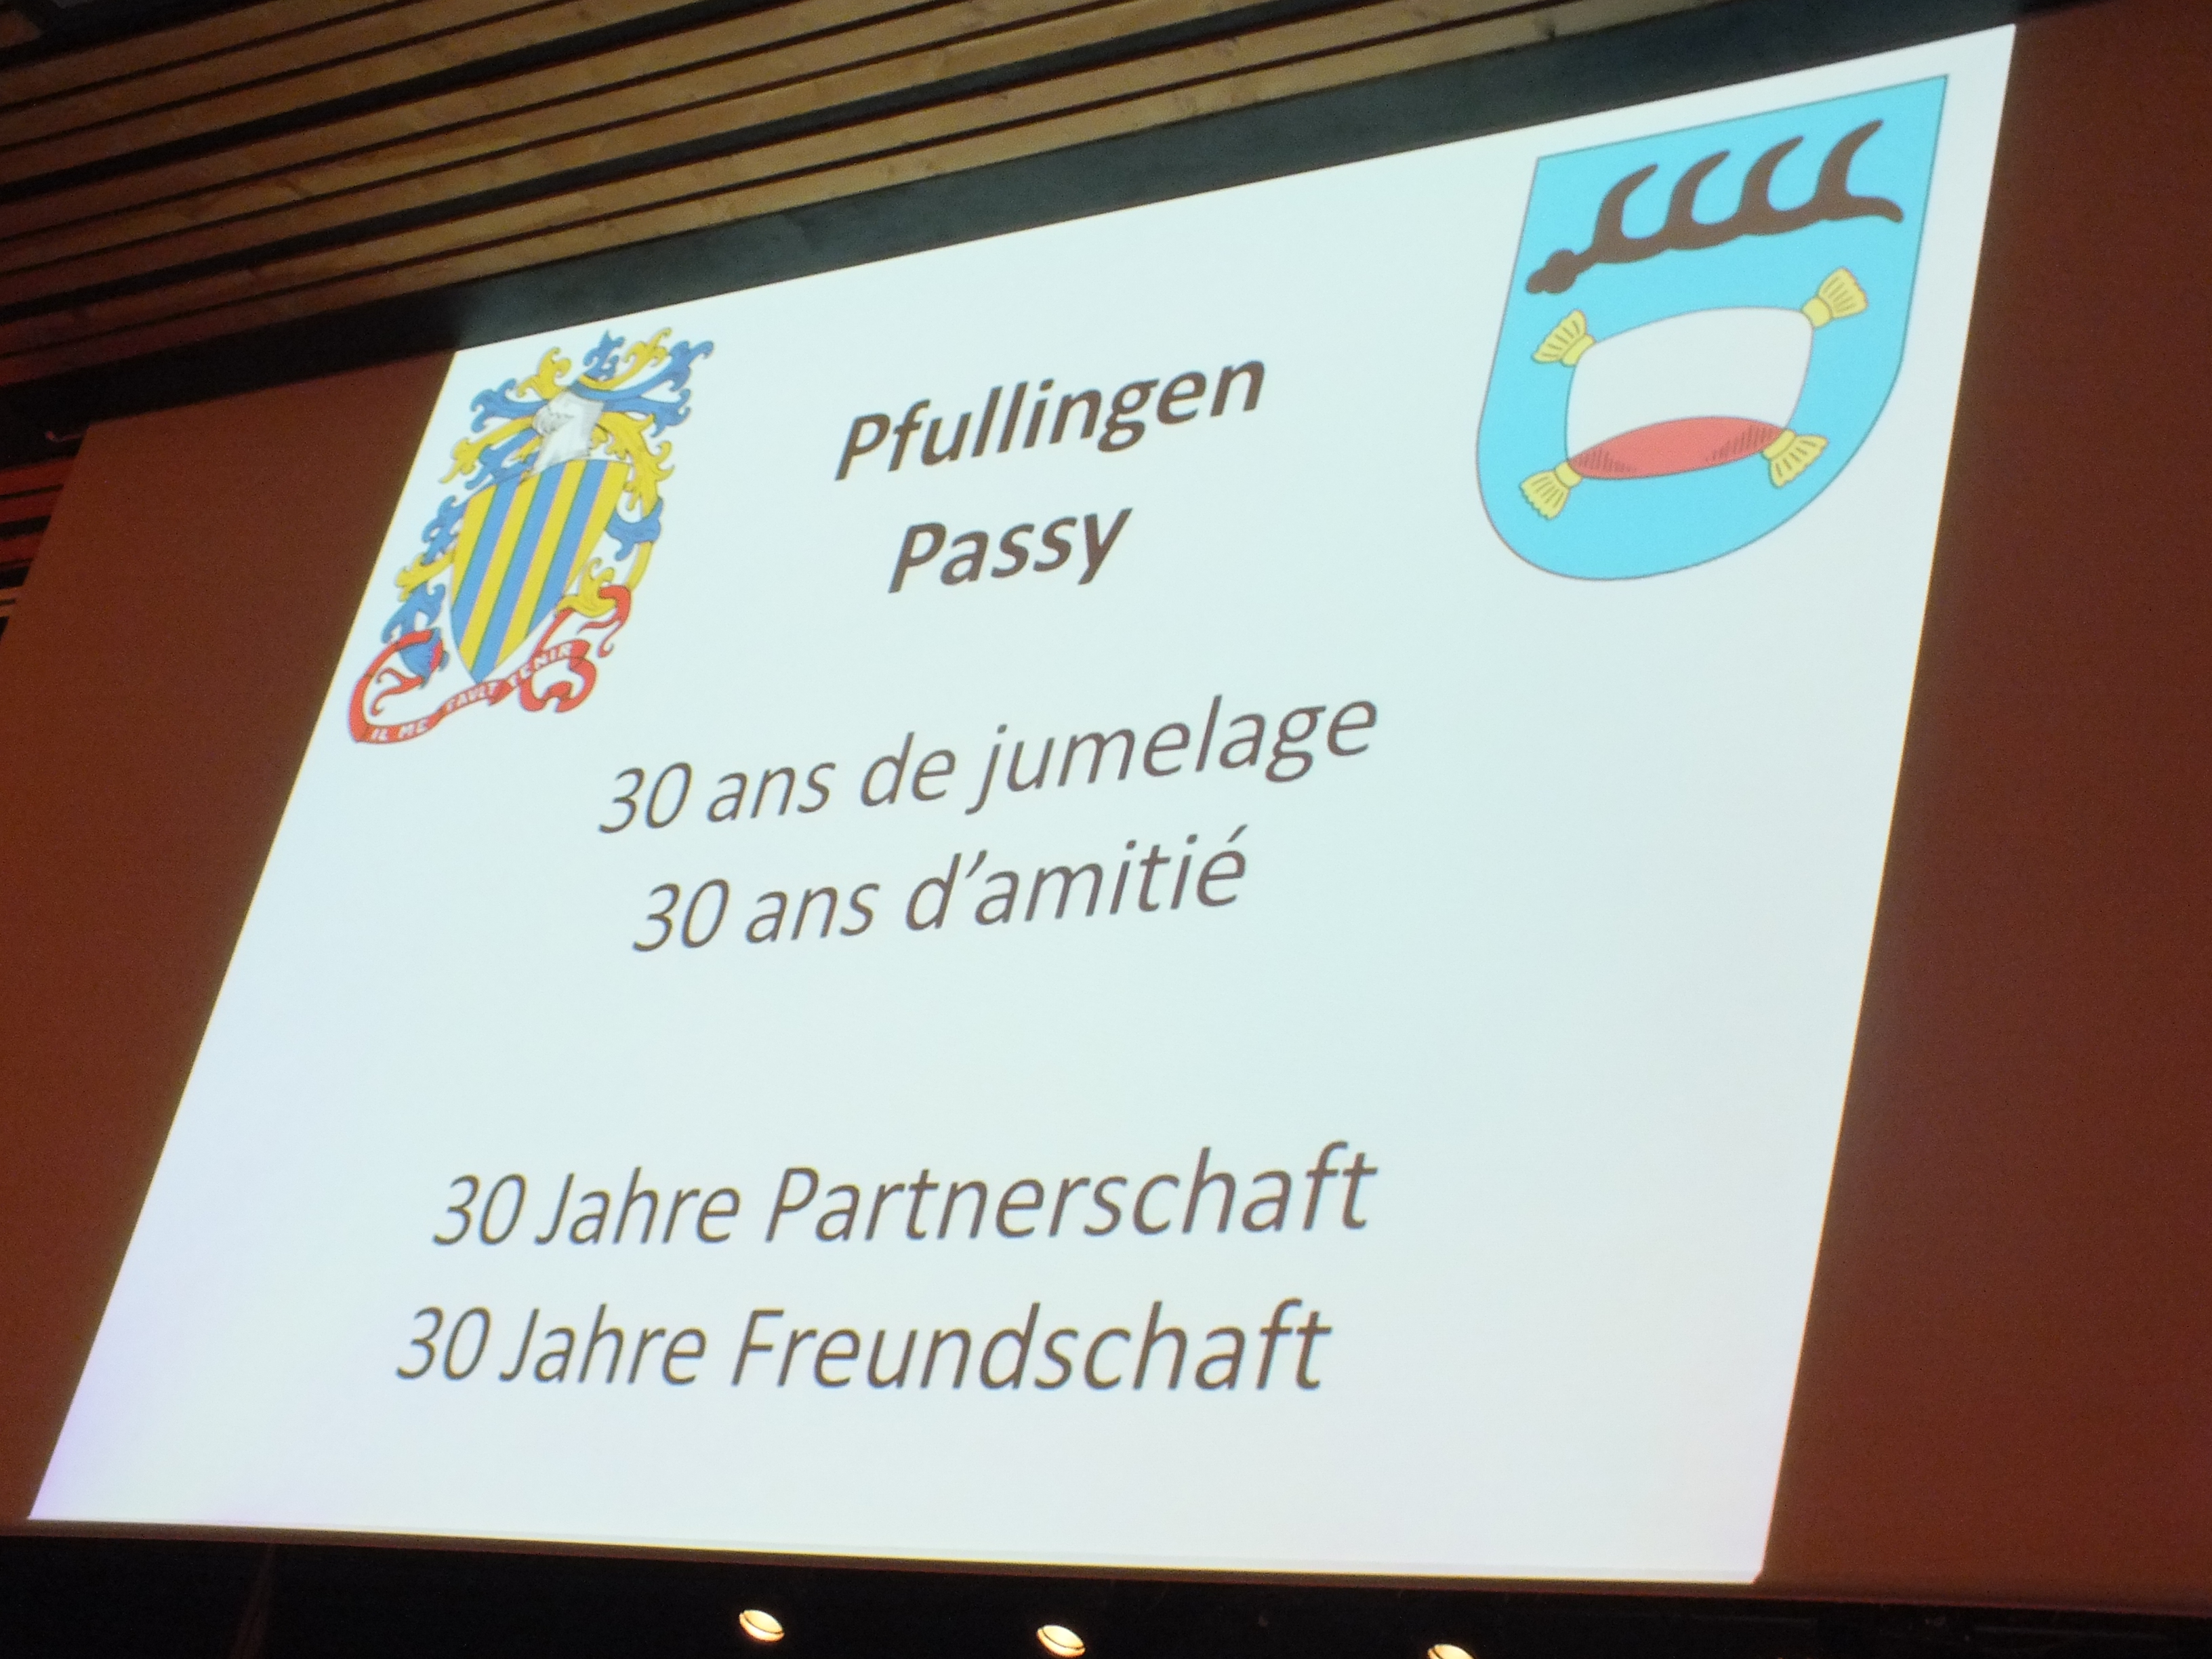 Pfullingen
Passy
IL ME FAULT TENIR
30 ans de jumelage
30 ans d’amitié
30 Jahre Partnerschaft
30 Jahre Freundschaft